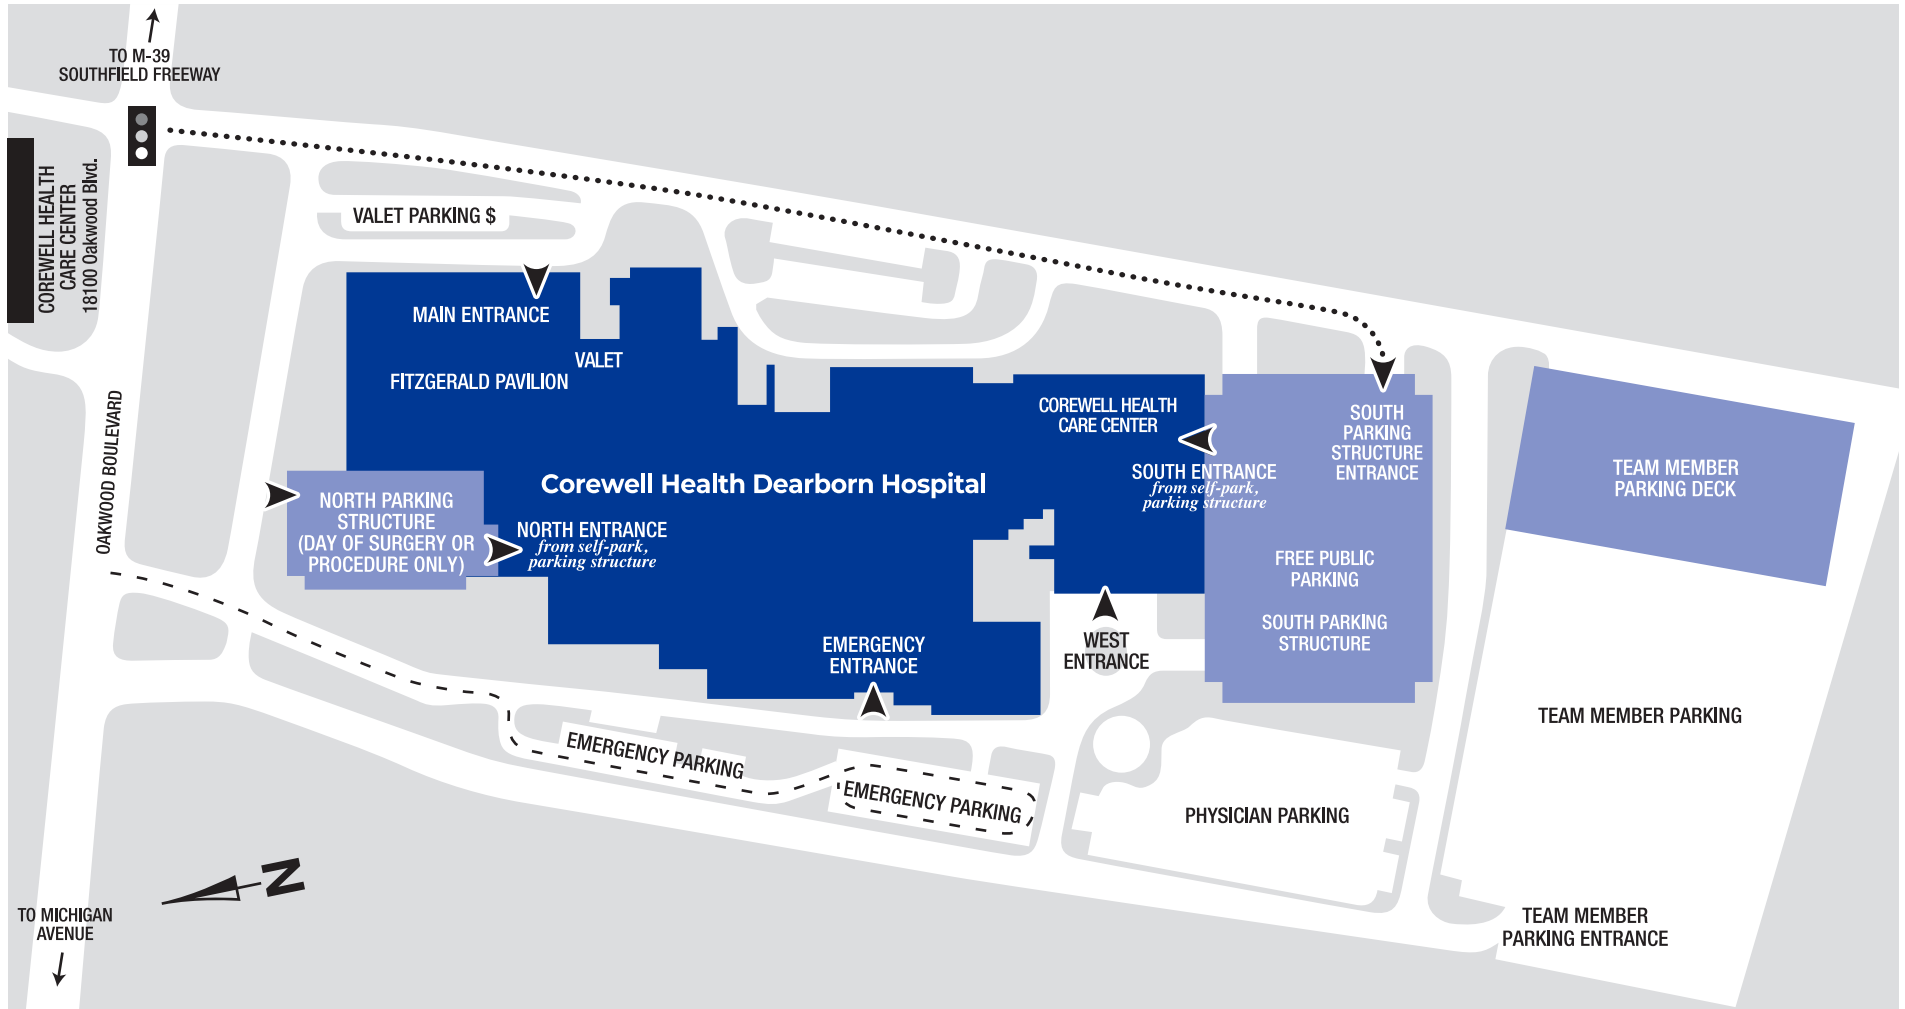 TO M-39
SOUTHFIELD FREEWAY
COREWELL HEALTH
CARE CENTER
18100 Oakwood Blvd.
VALET PARKING $
MAIN ENTRANCE
VALET
FITZGERALD PAVILION
OAKWOOD BOULEVARD
COREWELL HEALTH
CARE CENTER
SOUTH
PARKING
STRUCTURE
ENTRANCE
SOUTH ENTRANCE
from self-park,
parking structure
TEAM MEMBER
PARKING DECK
Corewell Health Dearborn Hospital
NORTH PARKING
STRUCTURE
(DAY OF SURGERY OR
PROCEDURE ONLY)
NORTH ENTRANCE
from self-park,
parking structure
FREE PUBLIC
PARKING
SOUTH PARKING
STRUCTURE
EMERGENCY
ENTRANCE
WEST
ENTRANCE
TEAM MEMBER PARKING
EMERGENCY PARKING
EMERGENCY PARKING
PHYSICIAN PARKING
N
TO MICHIGAN
AVENUE
TEAM MEMBER
PARKING ENTRANCE